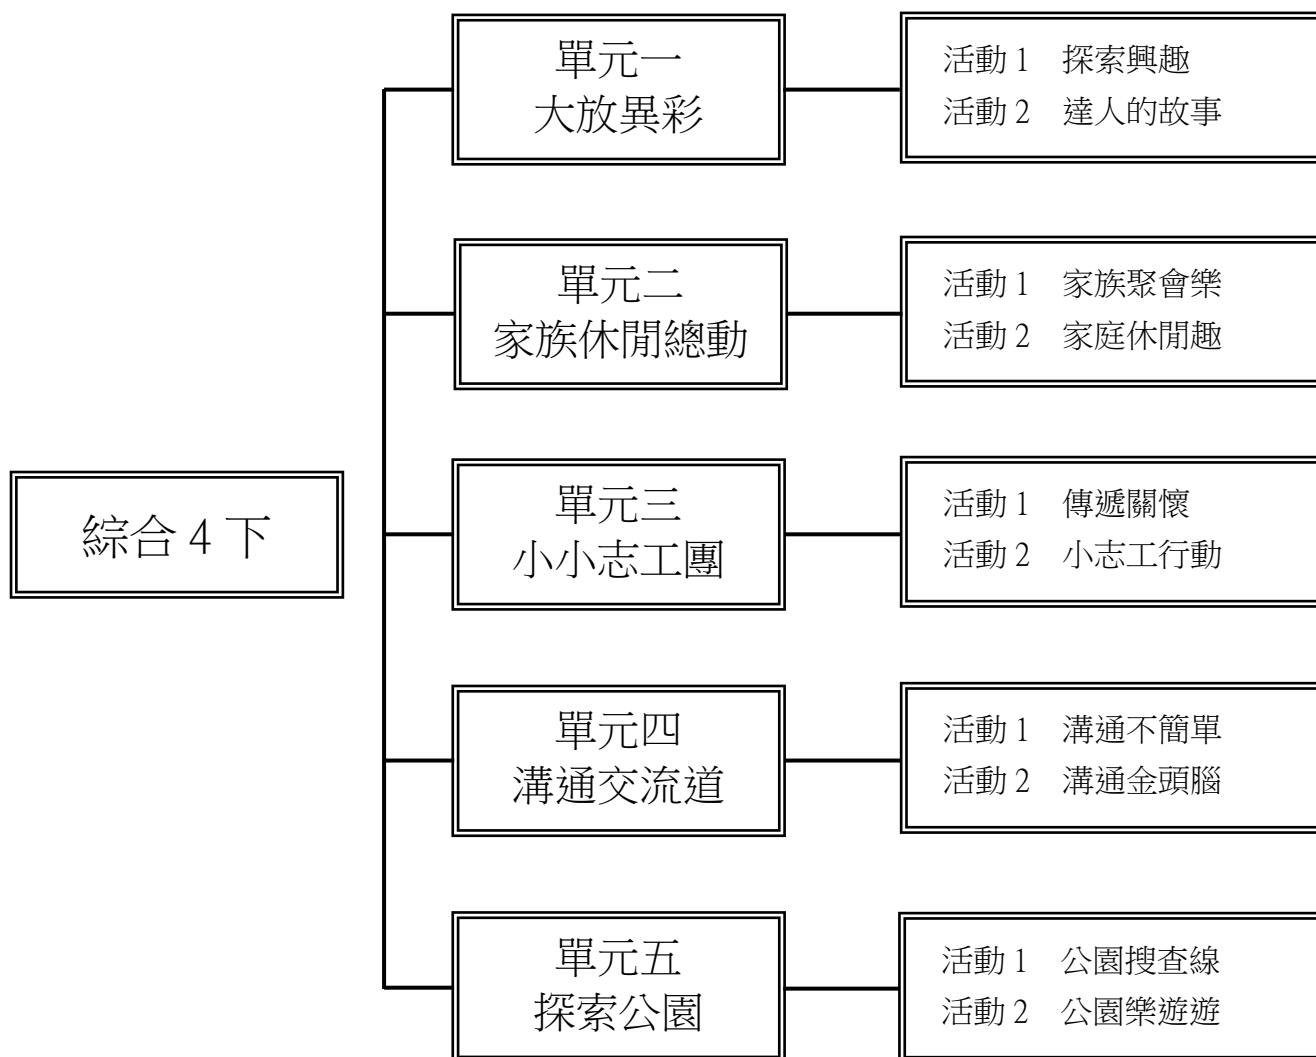 綜合 4 下
單元一
大放異彩
活動 1　探索興趣
活動 2　達人的故事
單元二
家族休閒總動
活動 1　家族聚會樂
活動 2　家庭休閒趣
單元三
小小志工團
活動 1　傳遞關懷
活動 2　小志工行動
單元四
溝通交流道
活動 1　溝通不簡單
活動 2　溝通金頭腦
單元五
探索公園
活動 1　公園搜查線
活動 2　公園樂遊遊